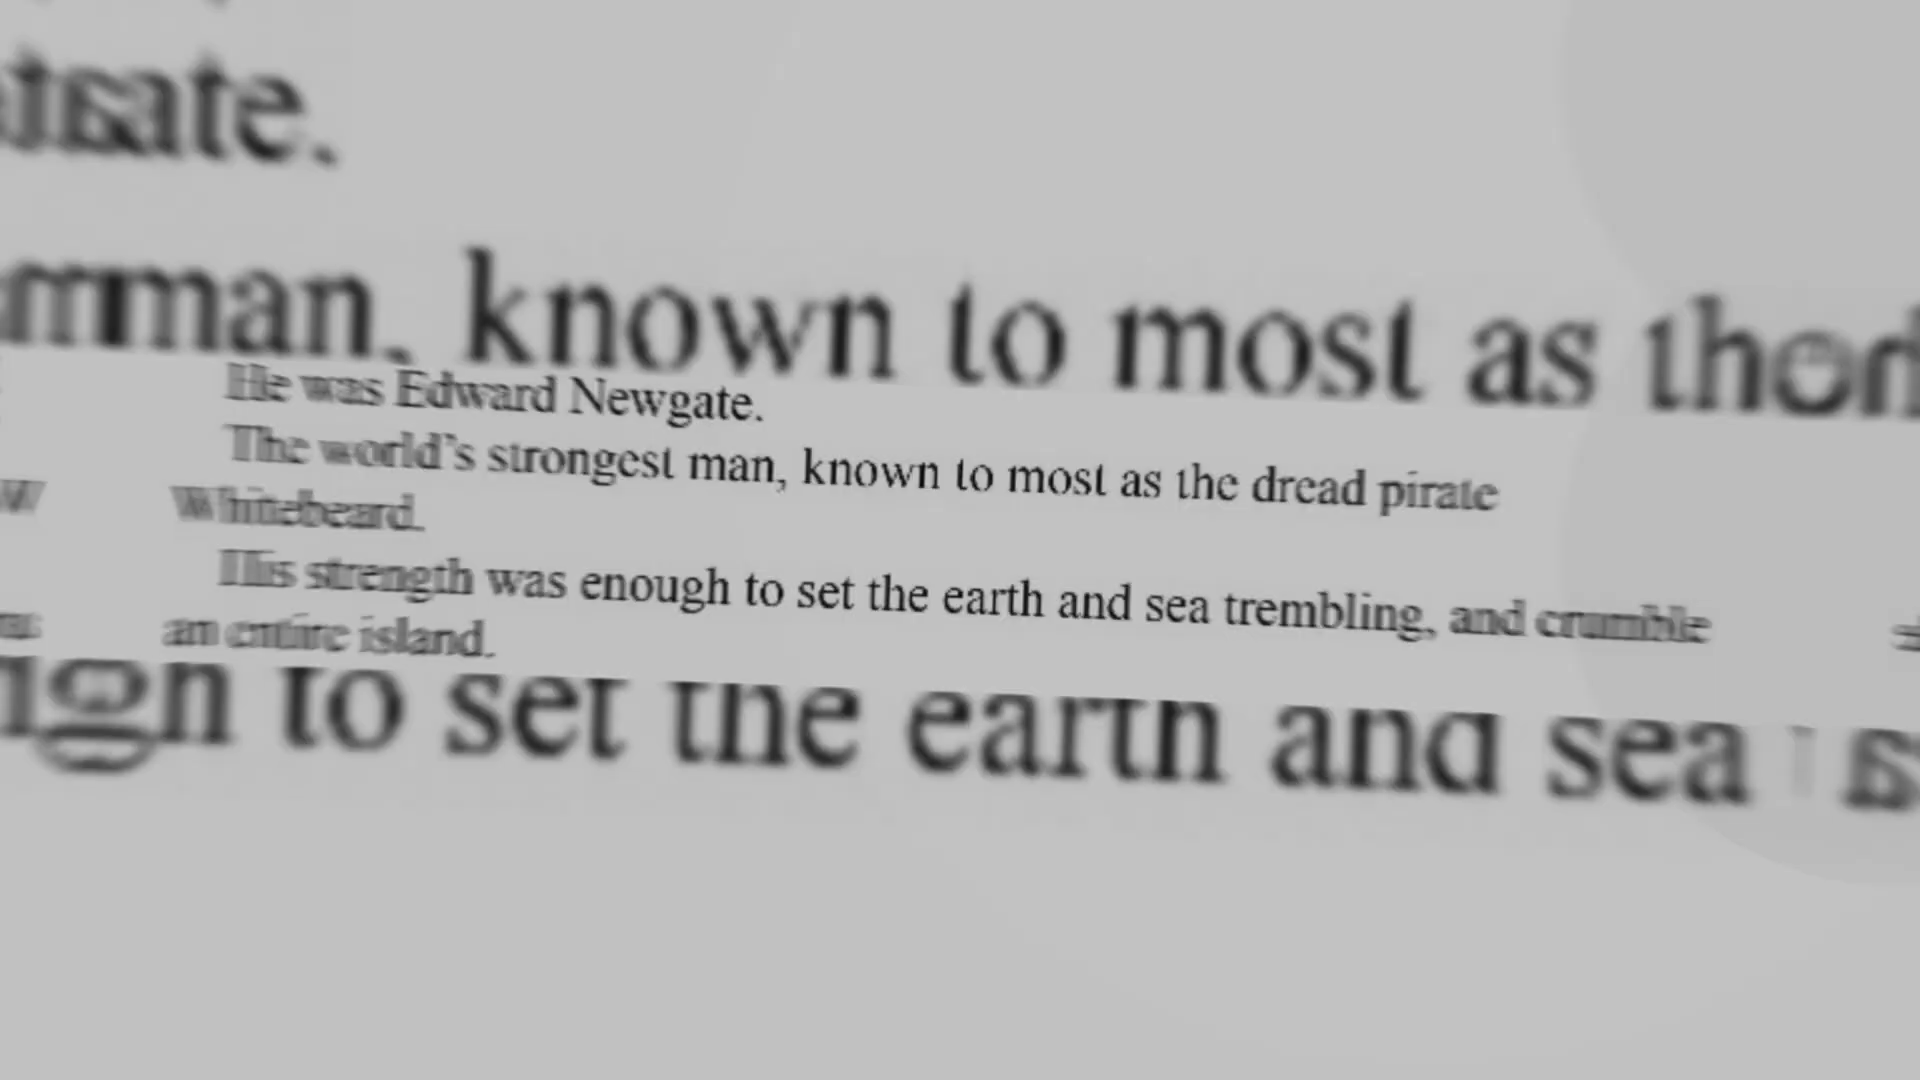 man, known to most as
He was Edward Newgate.
The world's strongest man, known to most as the dread pirate
Whitebeard.
His strength was enough to set the earth and sea trembling, and crumble
an entire island.
to set the earth and sea